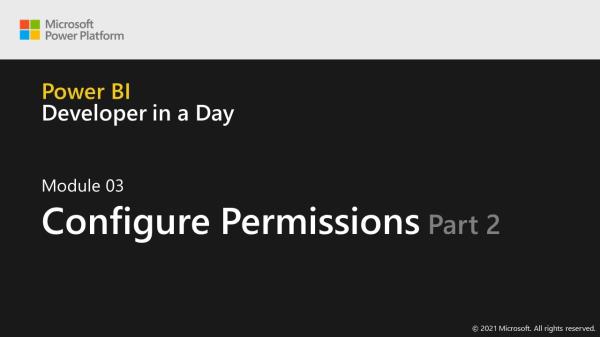 Microsoft
Power Platform
Power BI
Developer in a Day
Module 03
Configure Permissions Part 2
© 2021 Microsoft. All rights reserved.